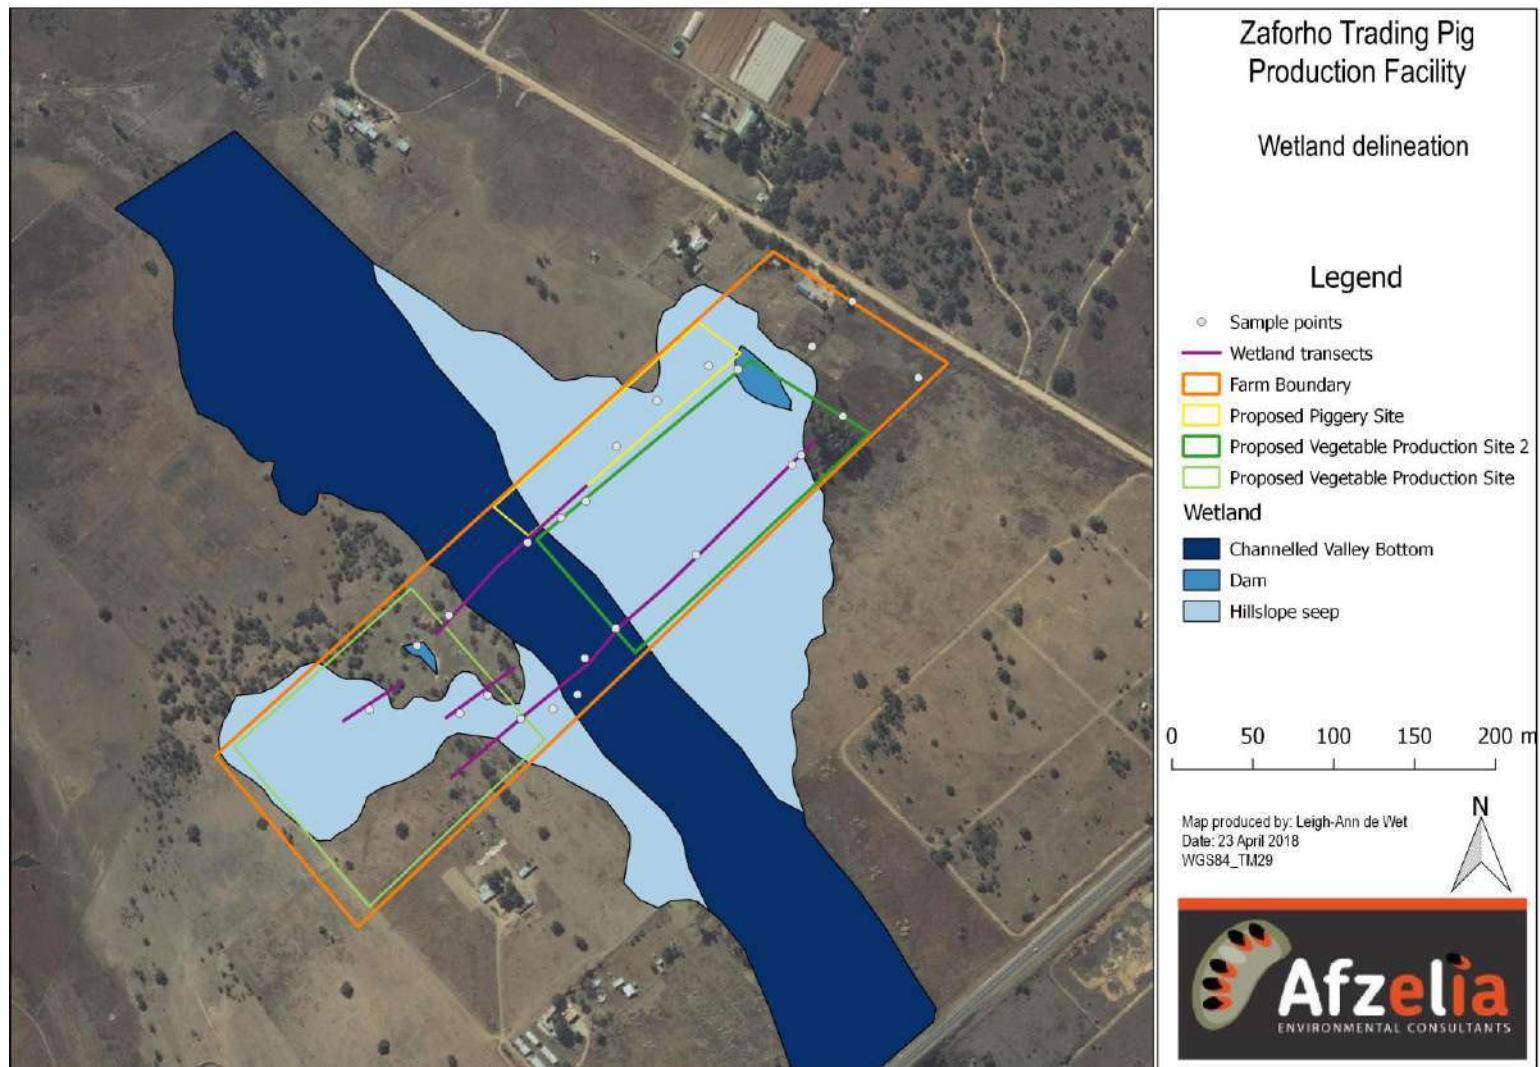 Zaforho Trading Pig
Production Facility
Wetland delineation
Legend
Sample points
Wetland transects
Farm Boundary
Proposed Piggery Site
Proposed Vegetable Production Site 2
Proposed Vegetable Production Site
Wetland
Channelled Valley Bottom
Dam
Hillslope seep
0 50 100 150 200 m
Map produced by: Leigh-Ann de Wet
Date: 23 April 2018
WGS84_TM29
N
Afzelia
ENVIRONMENTAL CONSULTANTS